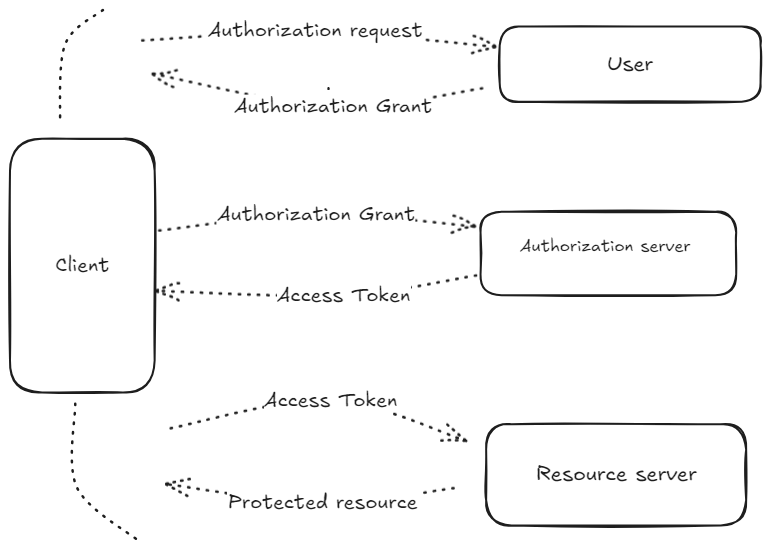 Authorization request
User
Authorization Grant
Authorization Grant
Authorization server
Client
Access Token
Access Token
Resource server
Protected resource